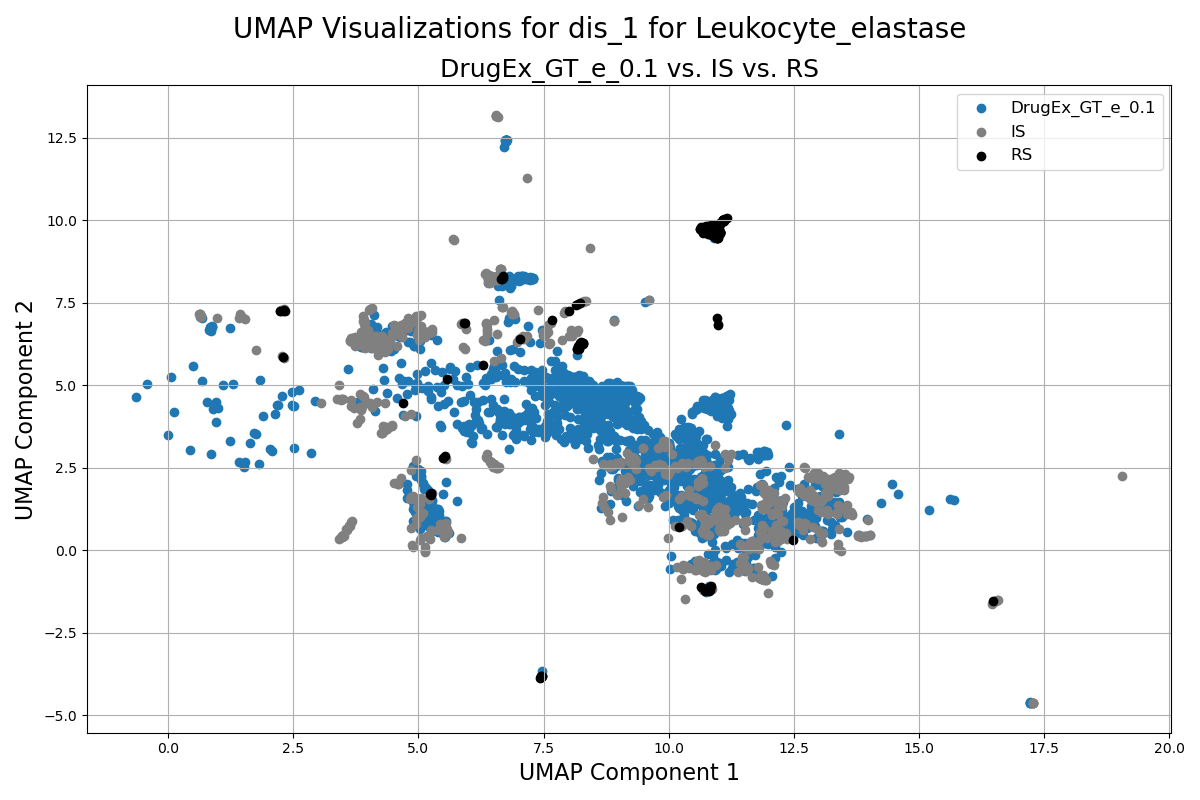 UMAP Visualizations for dis_1 for Leukocyte_elastase
DrugEx_GT_e_0.1 vs. IS vs. RS
DrugEx_GT_e_0.1
IS
RS
UMAP Component 2
12.5
10.0
7.5
5.0
2.5
0.0
−2.5
−5.0
0.0 2.5 5.0 7.5 10.0 12.5 15.0 17.5 20.0
UMAP Component 1